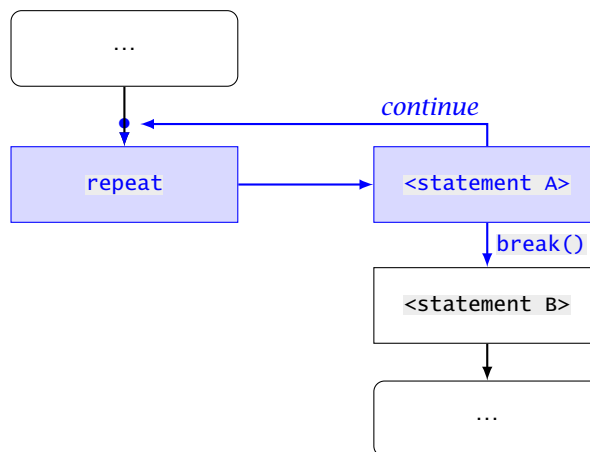 ...
continue
repeat
<statement A>
break()
<statement B>
...